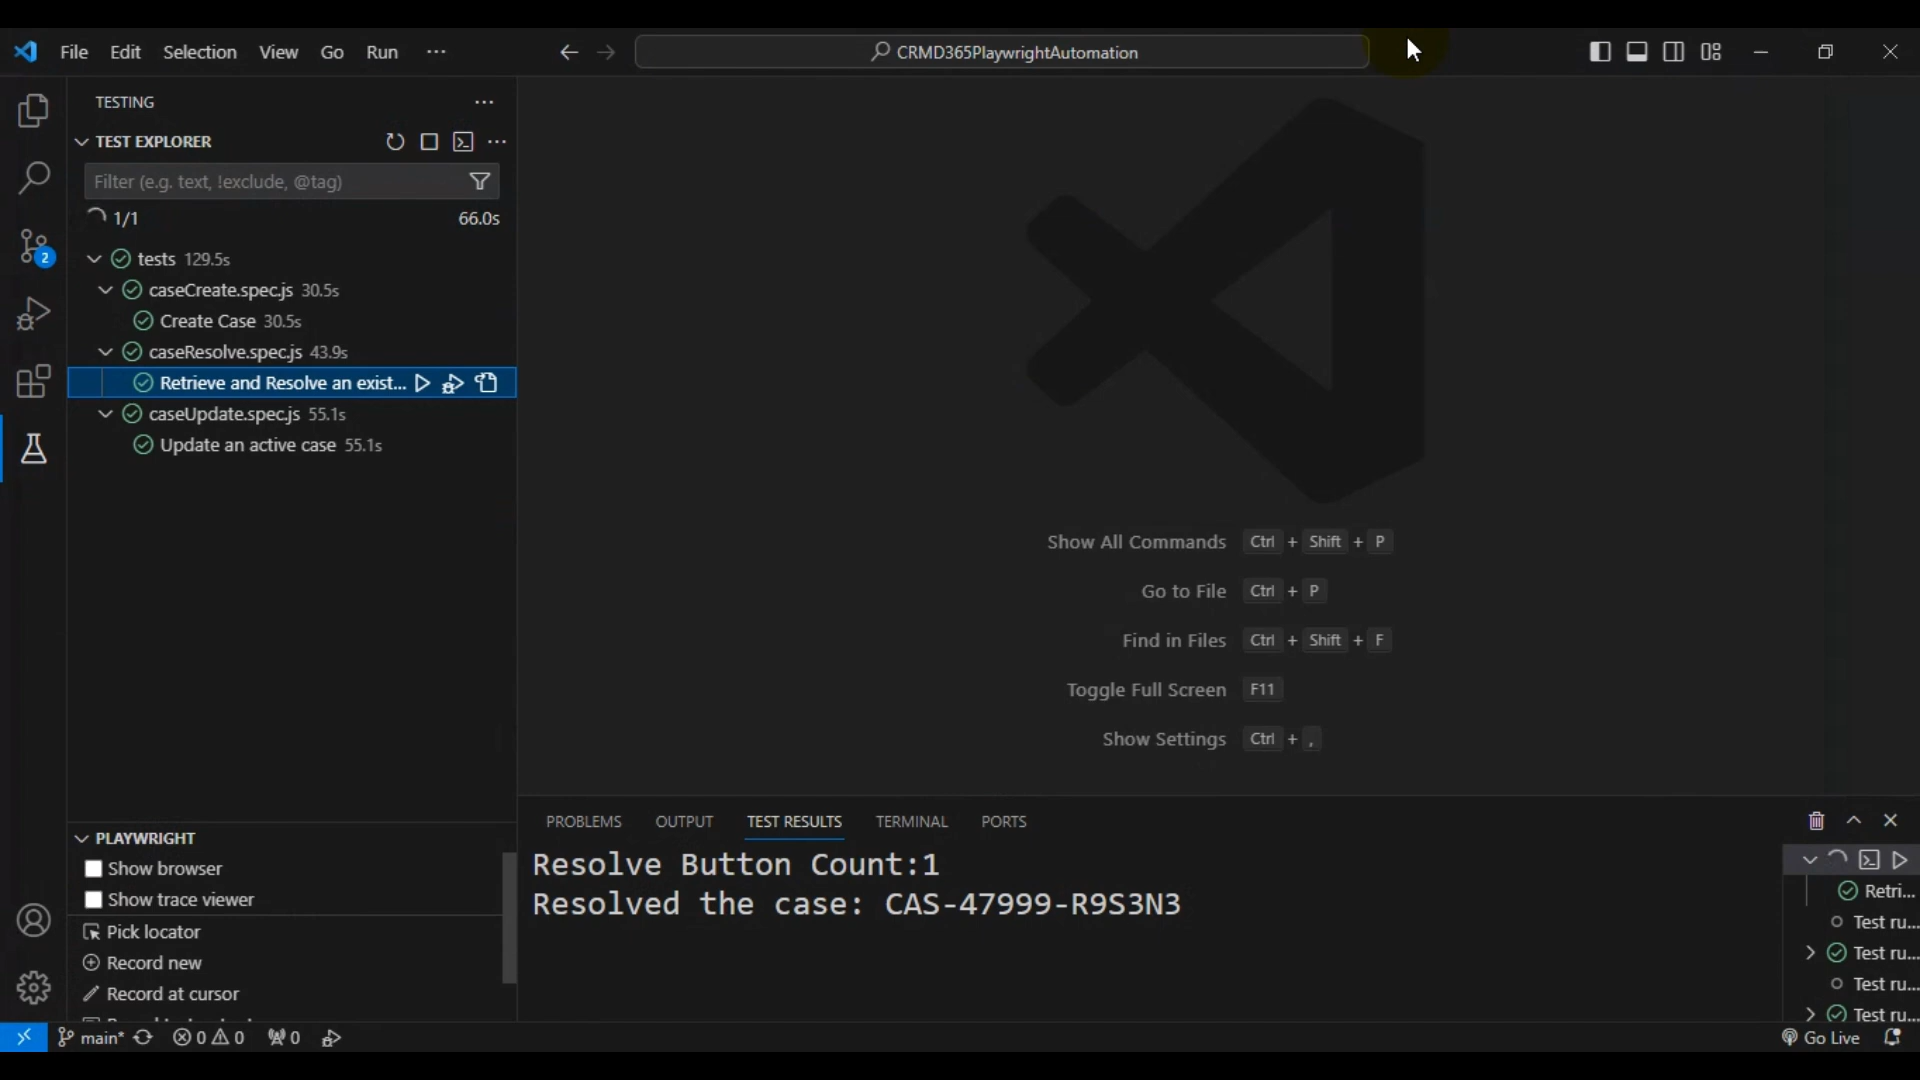 File Edit Selection View Go Run ···
CRMD365PlaywrightAutomation
TESTING
TEST EXPLORER
Filter (e.g. text, !exclude, @tag)
1/1 66.0s
tests 129.5s
caseCreate.spec.js 30.5s
Create Case 30.5s
caseResolve.spec.js 43.9s
Retrieve and Resolve an exist...
caseUpdate.spec.js 55.1s
Update an active case 55.1s
2
Show All Commands Ctrl + Shift + P
Go to File Ctrl + P
Find in Files Ctrl + Shift + F
Toggle Full Screen F11
Show Settings Ctrl + ,
PLAYWRIGHT
Show browser
Show trace viewer
Pick locator
Record new
Record at cursor
PROBLEMS OUTPUT TEST RESULTS TERMINAL PORTS
Resolve Button Count:1
Resolved the case: CAS-47999-R9S3N3
Retri...
Test ru...
Test ru...
Test ru...
Test ru...
main* 0 0 0
Go Live